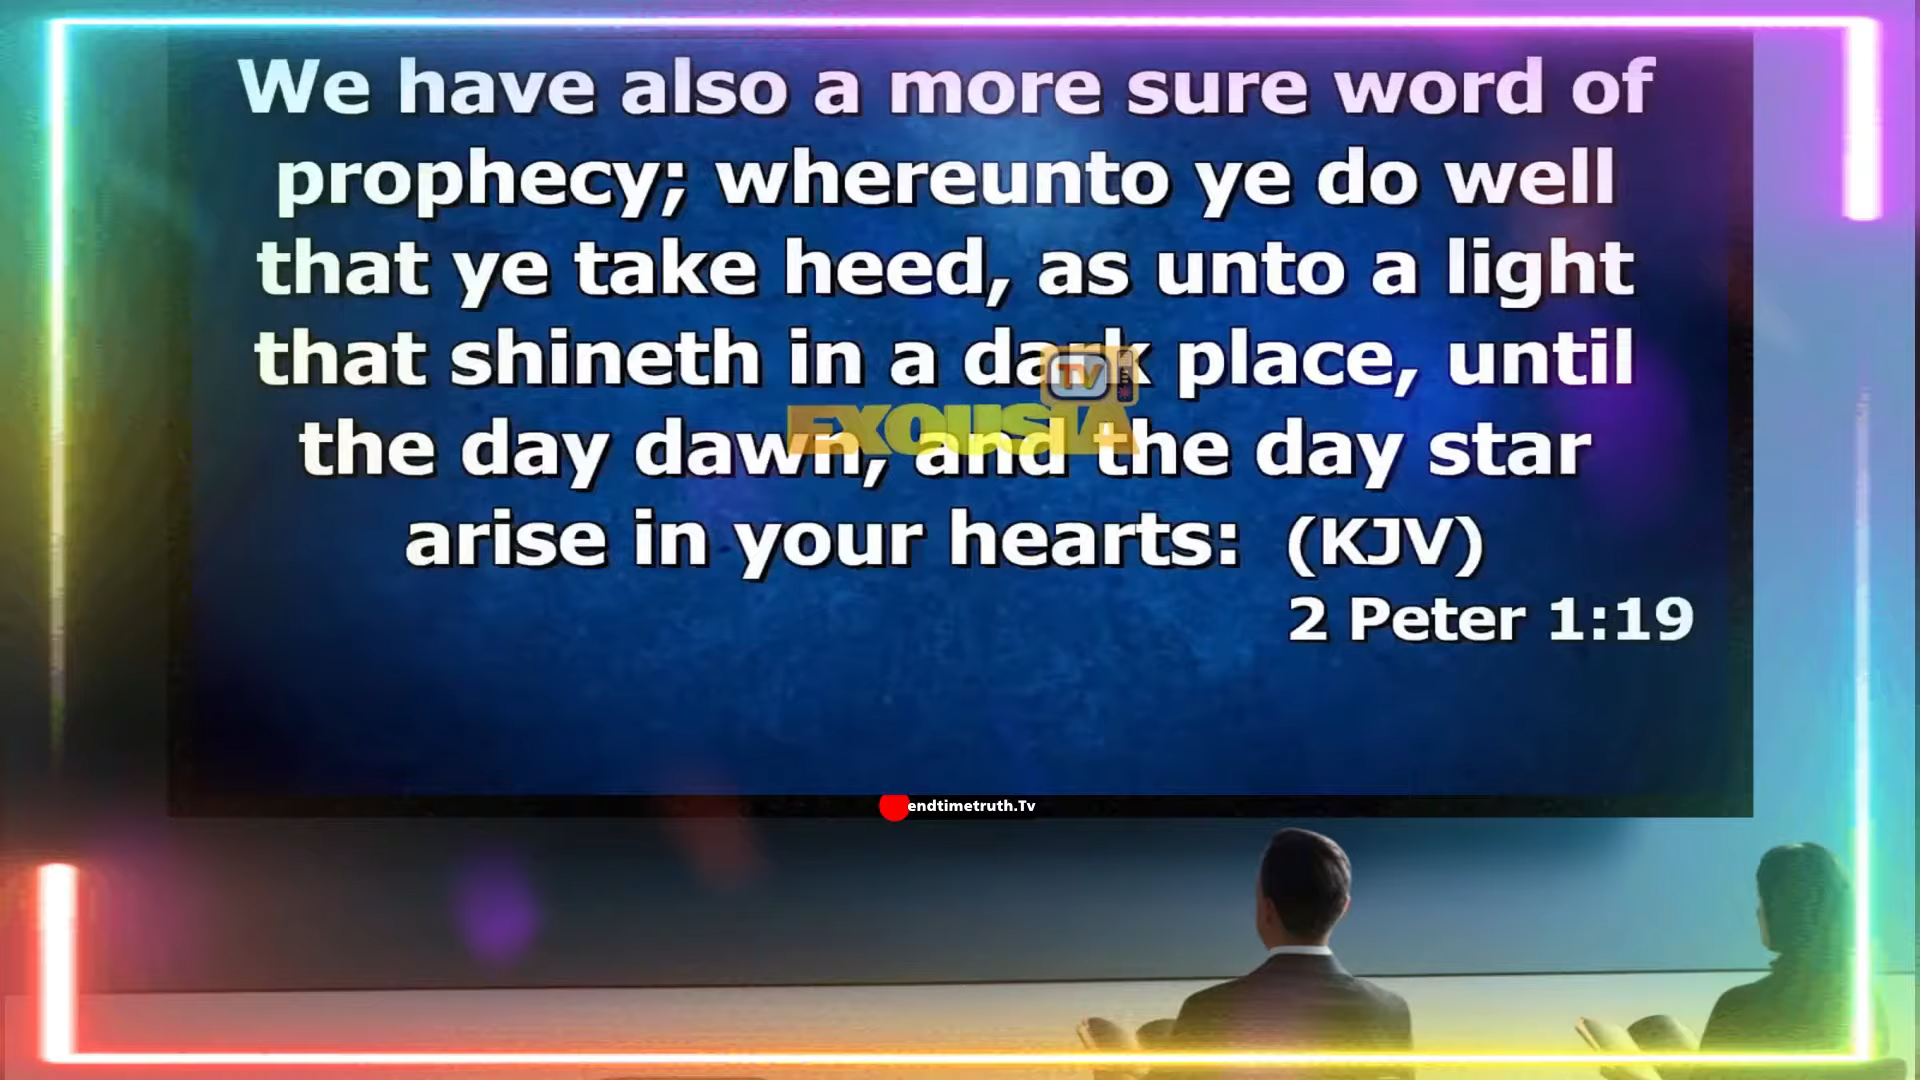 We have also a more sure word of
prophecy; whereunto ye do well
that ye take heed, as unto a light
that shineth in a dark place, until
the day dawn, and the day star
arise in your hearts: (KJV)
2 Peter 1:19
TV
EXOUSIA
endtimetruth.Tv